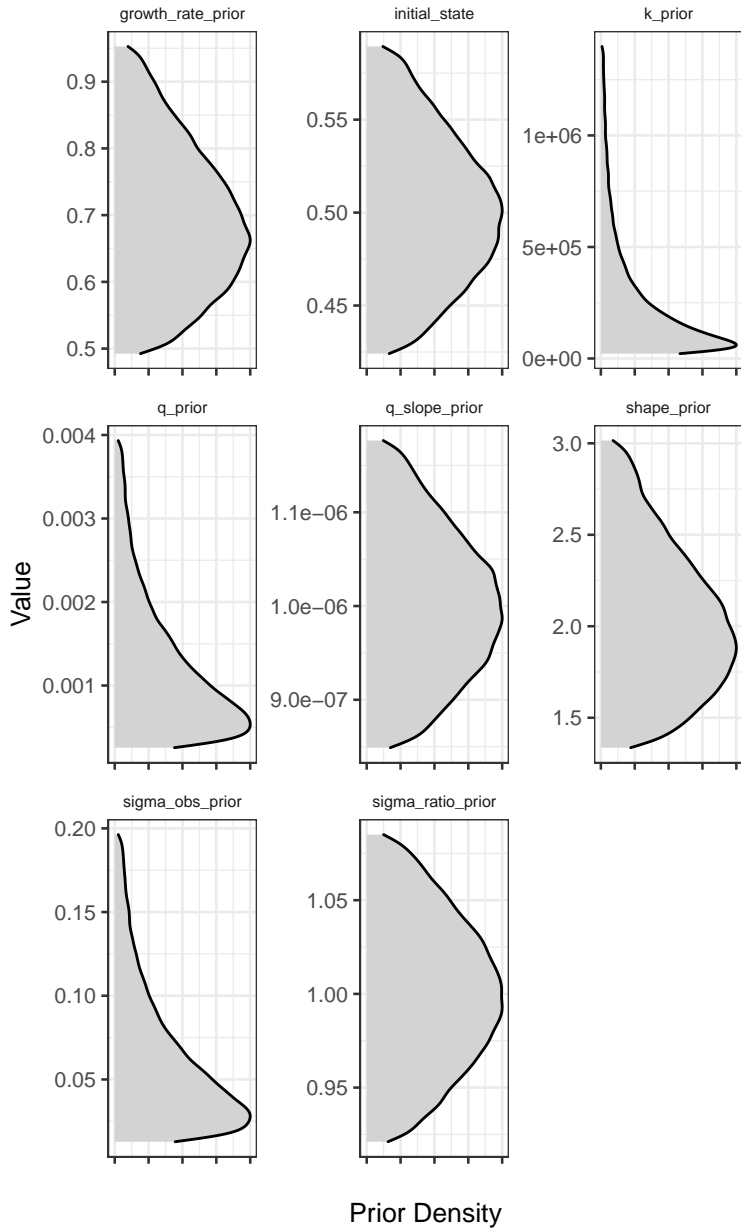 growth_rate_prior
initial_state
k_prior
0.9
0.8
0.7
0.6
0.5
0.55
0.50
0.45
1e+06
5e+05
0e+00
q_prior
q_slope_prior
shape_prior
0.004
0.003
0.002
0.001
1.1e−06
1.0e−06
9.0e−07
3.0
2.5
2.0
1.5
Value
sigma_obs_prior
sigma_ratio_prior
0.20
0.15
0.10
0.05
1.05
1.00
0.95
Prior Density